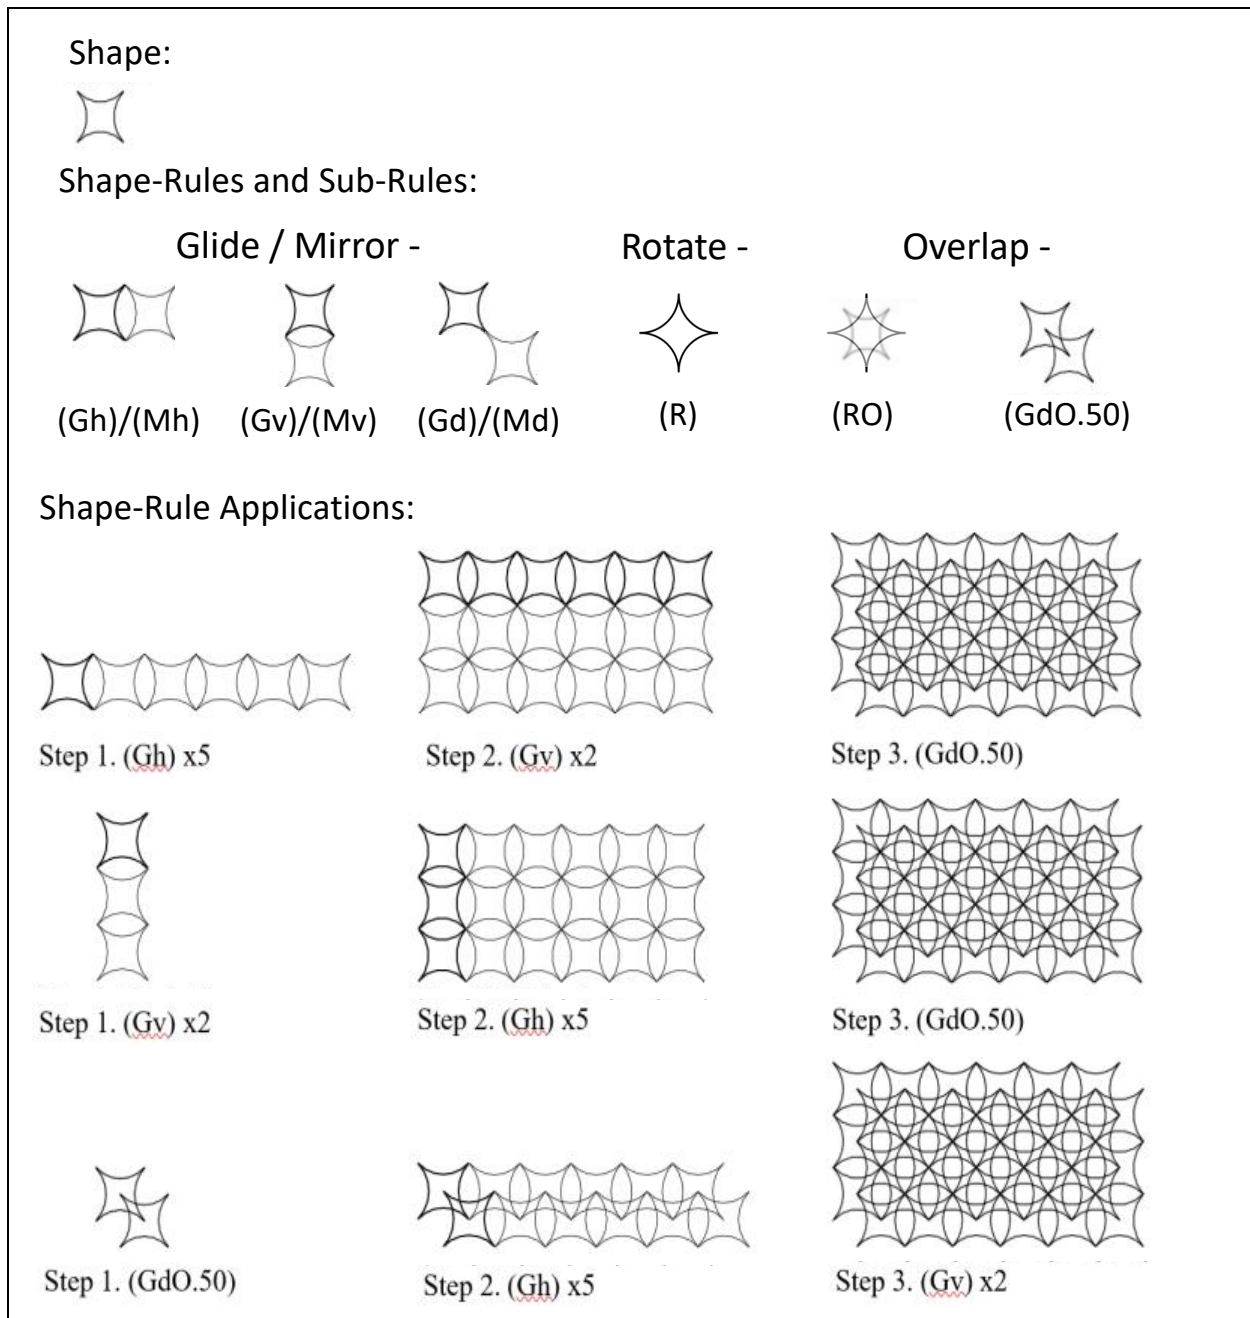 Shape:
Shape-Rules and Sub-Rules:
Glide / Mirror - Rotate - Overlap -
(Gh)/(Mh) (Gv)/(Mv) (Gd)/(Md) (R) (RO) (GdO.50)
Shape-Rule Applications:
Step 1. (Gh) x5 Step 2. (Gv) x2 Step 3. (GdO.50)
Step 1. (Gv) x2 Step 2. (Gh) x5 Step 3. (GdO.50)
Step 1. (GdO.50) Step 2. (Gh) x5 Step 3. (Gv) x2